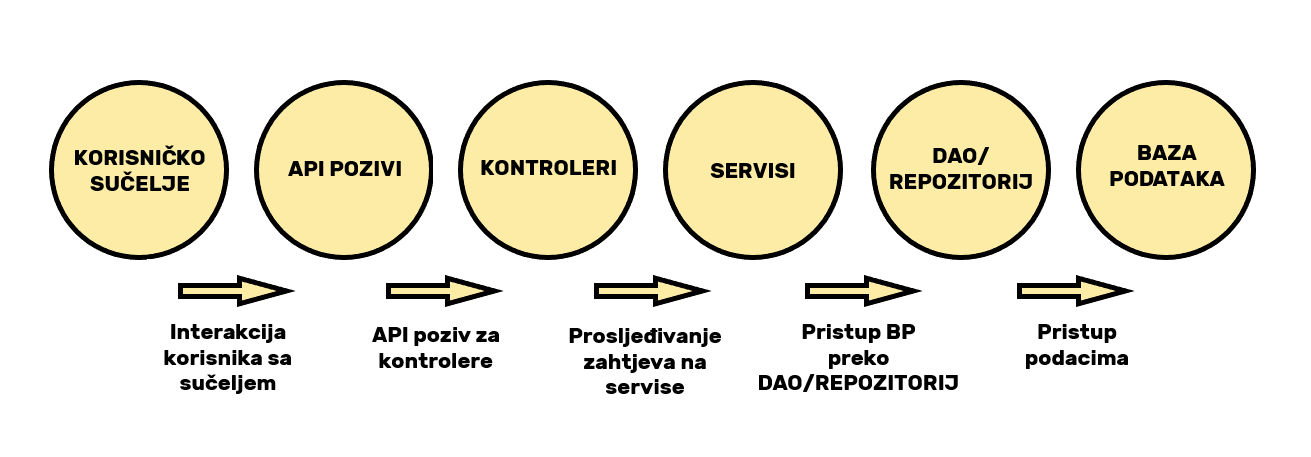 KORISNIČKO
SUČELJE
API POZIVI
KONTROLERI
SERVISI
DAO/
REPOZITORIJ
BAZA
PODATAKA
Interakcija
korisnika sa
sučeljem
API poziv za
kontrolere
Prosljeđivanje
zahtjeva na
servise
Pristup BP
preko
DAO/REPOZITORIJ
Pristup
podacima